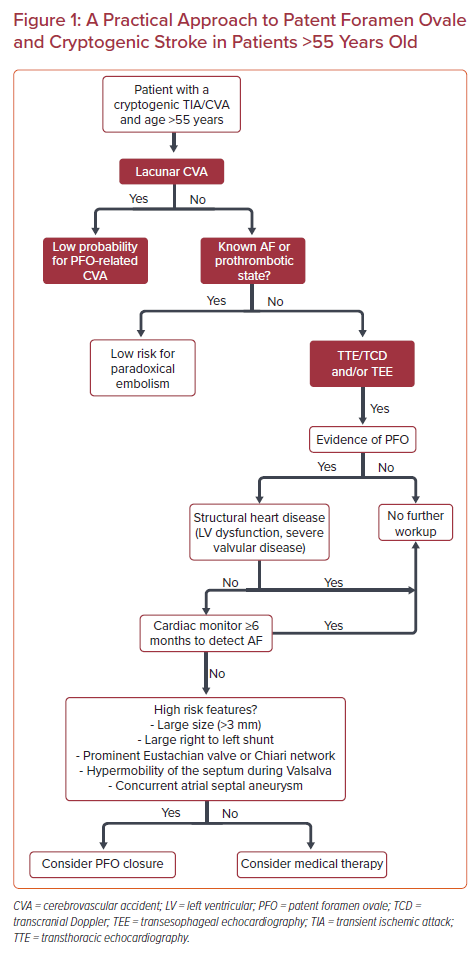 Figure 1: A Practical Approach to Patent Foramen Ovale
and Cryptogenic Stroke in Patients >55 Years Old
Patient with a
cryptogenic TIA/CVA
and age >55 years
Lacunar CVA
Yes
No
Low probability
for PFO-related
CVA
Known AF or
prothrombotic
state?
Yes
No
Low risk for
paradoxical
embolism
TTE/TCD
and/or TEE
Yes
Evidence of PFO
Yes
No
Structural heart disease
(LV dysfunction, severe
valvular disease)
No further
workup
No
Yes
Cardiac monitor ≥6
months to detect AF
Yes
No
High risk features?
- Large size (>3 mm)
- Large right to left shunt
- Prominent Eustachian valve or Chiari network
- Hypermobility of the septum during Valsalva
- Concurrent atrial septal aneurysm
Yes
No
Consider PFO closure
Consider medical therapy
CVA = cerebrovascular accident; LV = left ventricular; PFO = patent foramen ovale; TCD =
transcranial Doppler; TEE = transesophageal echocardiography; TIA = transient ischemic attack;
TTE = transthoracic echocardiography.